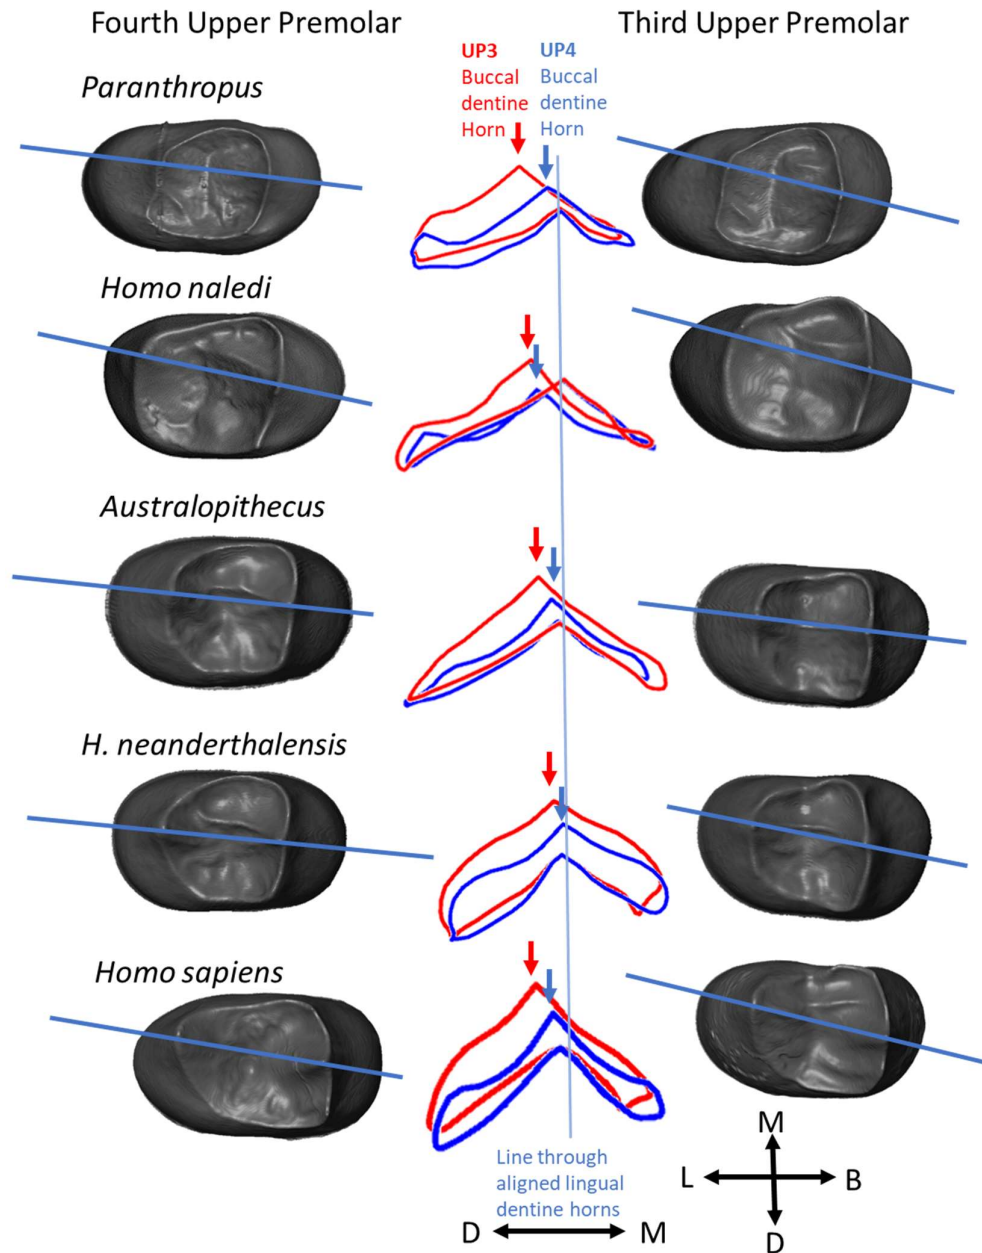 Fourth Upper Premolar
Third Upper Premolar
UP3
Buccal
dentine
Horn
UP4
Buccal
dentine
Horn
Paranthropus
Homo naledi
Australopithecus
H. neanderthalensis
Homo sapiens
Line through
aligned lingual
dentine horns
D
M
M
L
B
D